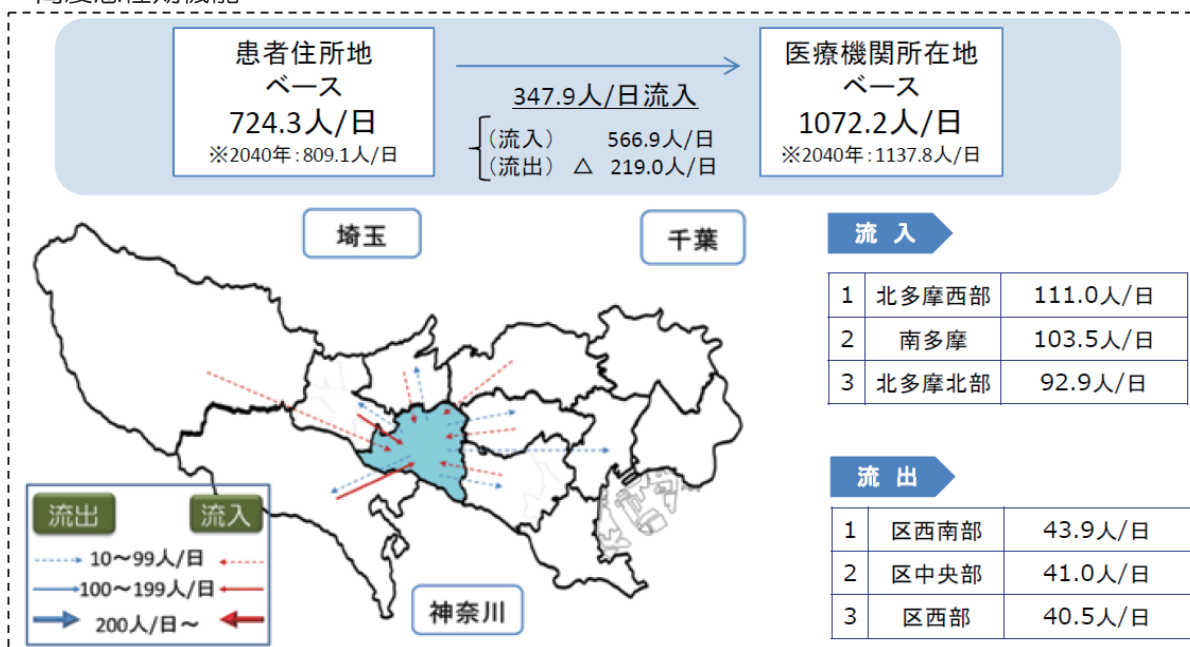 患者住所地
ベース
724.3人/日
※2040年：809.1人/日
347.9人/日流入
(流入) 566.9人/日
(流出) △ 219.0人/日
医療機関所在地
ベース
1072.2人/日
※2040年：1137.8人/日
埼玉
千葉
神奈川
流入
1 北多摩西部 111.0人/日
2 南多摩 103.5人/日
3 北多摩北部 92.9人/日
流出
1 区西南部 43.9人/日
2 区中央部 41.0人/日
3 区西部 40.5人/日
流出 流入
10～99人/日
100～199人/日
200人/日～